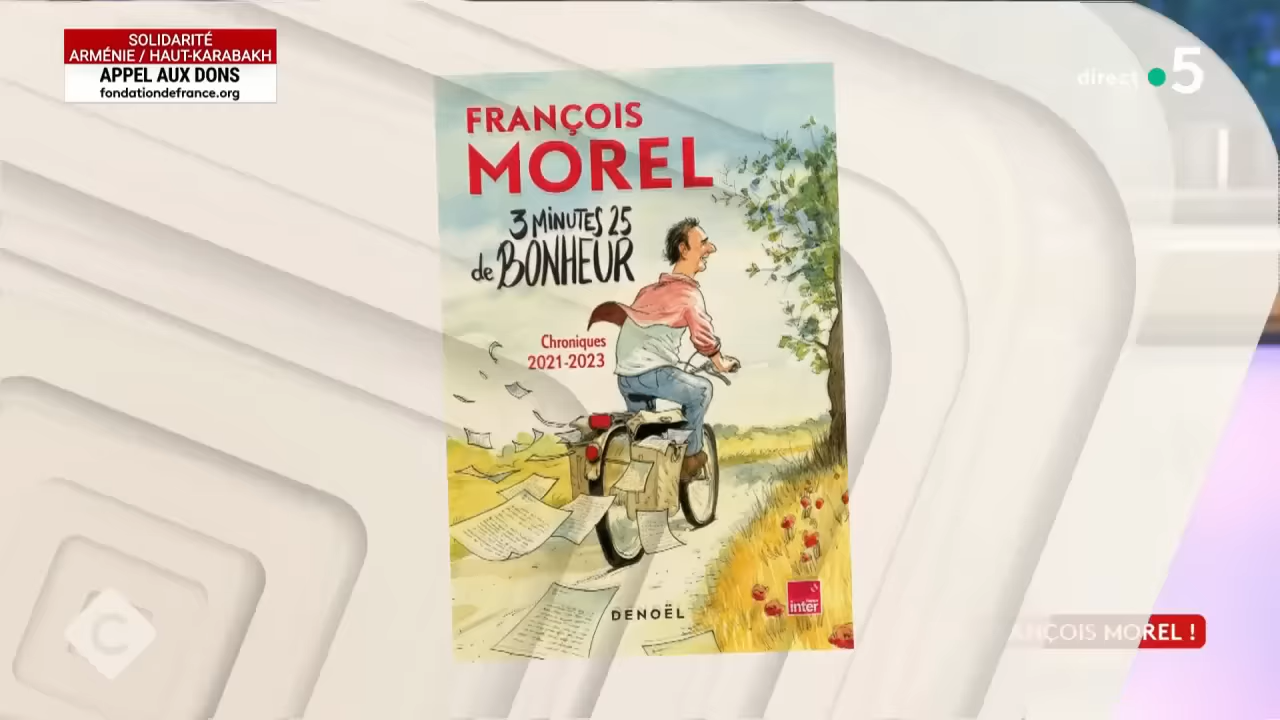 SOLIDARITÉ
ARMÉNIE / HAUT-KARABAKH
APPEL AUX DONS
fondationdefrance.org
direct 5
FRANÇOIS
MOREL
3 MINUTES 25
de BONHEUR
Chroniques
2021-2023
DENOËL
inter
C
ANÇOIS MOREL !